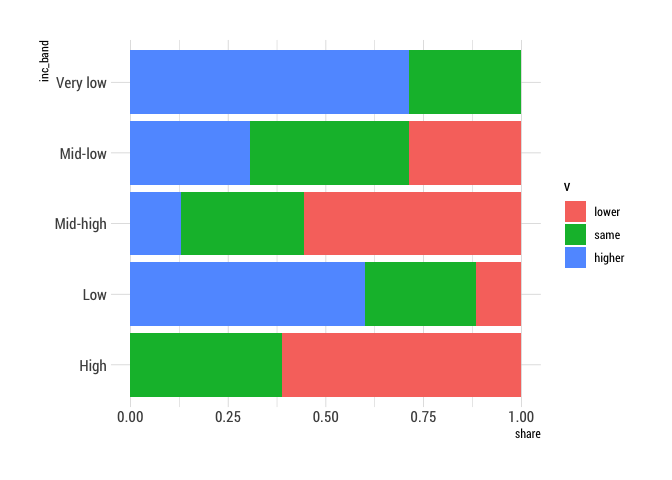 inc_band
Very low
Mid-low
Mid-high
Low
High
0.00 0.25 0.50 0.75 1.00
share
v
lower
same
higher